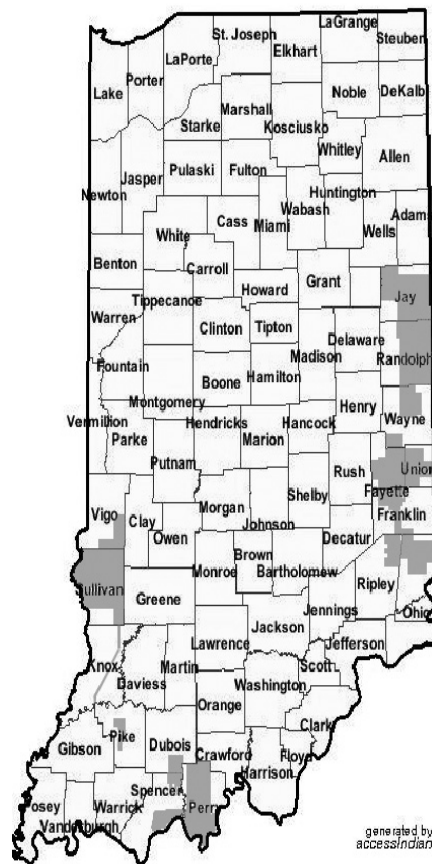 LaGrange
St. Joseph
Steuben
Elkhart
LaPorte
Porter
Lake
Noble
DeKalb
Marshall
Starke
Kosciusko
Whitley
Allen
Pulaski
Fulton
Jasper
Newton
Huntington
Wabash
Miami
Cass
Wells
Adams
White
Benton
Carroll
Grant
Howard
Jay
Tippecanoe
Warren
Clinton
Tipton
Delaware
Madison
Randolph
Fountain
Boone
Hamilton
Montgomery
Henry
Vermillion
Hendricks
Hancock
Wayne
Parke
Marion
Putnam
Rush
Union
Fayette
Shelby
Vigo
Clay
Morgan
Johnson
Franklin
Owen
Decatur
Brown
Monroe
Bartholomew
Sullivan
Greene
Ripley
Jennings
Ohio
Jackson
Lawrence
Jefferson
Knox
Martin
Scott
Daviess
Washington
Orange
Clark
Pike
Gibson
Dubois
Crawford
Floyd
Harrison
Spencer
Posey
Warrick
Perry
Vanderburgh
generated by
accessIndian